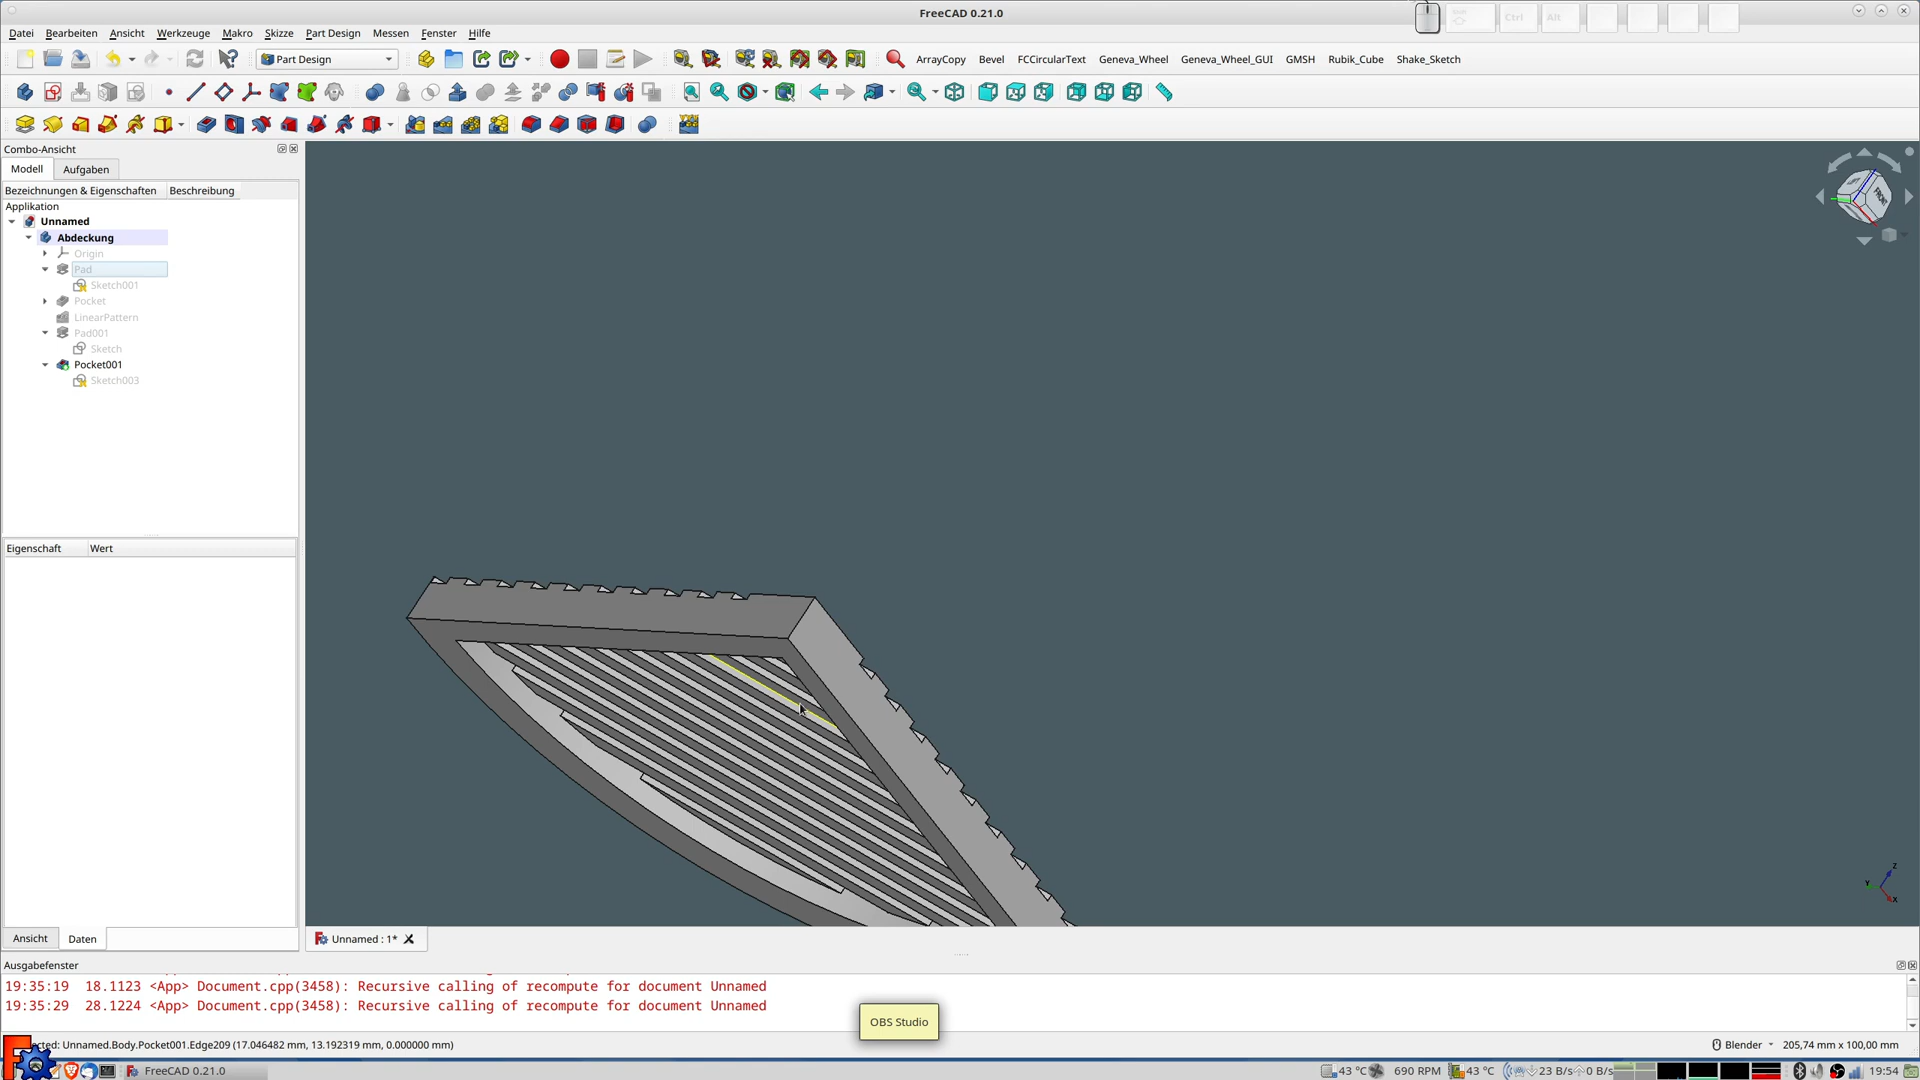 FreeCAD 0.21.0
Ctrl Alt
Datei Bearbeiten Ansicht Werkzeuge Makro Skizze Part Design Messen Fenster Hilfe
Part Design
ArrayCopy Bevel FCCircularText Geneva_Wheel Geneva_Wheel_GUI GMSH Rubik_Cube Shake_Sketch
Combo-Ansicht
Modell Aufgaben
Bezeichnungen & Eigenschaften Beschreibung
Applikation
Unnamed
Abdeckung
Origin
Pad
Sketch001
Pocket
LinearPattern
Pad001
Sketch
Pocket001
Sketch003
FRONT
Z
Y
X
Eigenschaft Wert
Ansicht Daten
Unnamed : 1*
Ausgabefenster
19:35:19 18.1123 <App> Document.cpp(3458): Recursive calling of recompute for document Unnamed
19:35:29 28.1224 <App> Document.cpp(3458): Recursive calling of recompute for document Unnamed
OBS Studio
cted: Unnamed.Body.Pocket001.Edge209 (17.046482 mm, 13.192319 mm, 0.000000 mm)
Blender 205,74 mm x 100,00 mm
FreeCAD 0.21.0
43 °C 690 RPM 43 °C 23 B/s 0 B/s 19:54